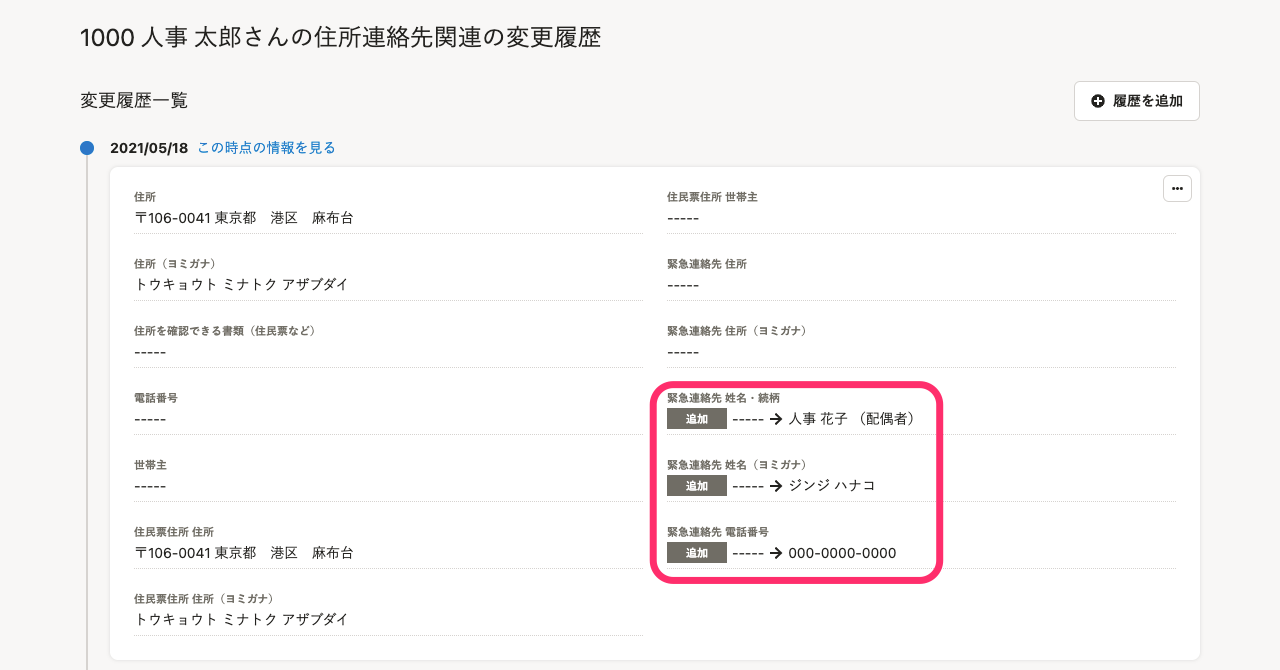 1000 人事 太郎さんの住所連絡先関連の変更履歴
変更履歴一覧
履歴を追加
2021/05/18 この時点の情報を見る
住所
〒106-0041 東京都　港区　麻布台
住所（ヨミガナ）
トウキョウト ミナトク アザブダイ
住所を確認できる書類（住民票など）
-----
電話番号
-----
世帯主
-----
住民票住所 住所
〒106-0041 東京都　港区　麻布台
住民票住所 住所（ヨミガナ）
トウキョウト ミナトク アザブダイ
住民票住所 世帯主
-----
緊急連絡先 住所
-----
緊急連絡先 住所（ヨミガナ）
-----
緊急連絡先 姓名・続柄
追加 ----- → 人事 花子 （配偶者）
緊急連絡先 姓名（ヨミガナ）
追加 ----- → ジンジ ハナコ
緊急連絡先 電話番号
追加 ----- → 000-0000-0000